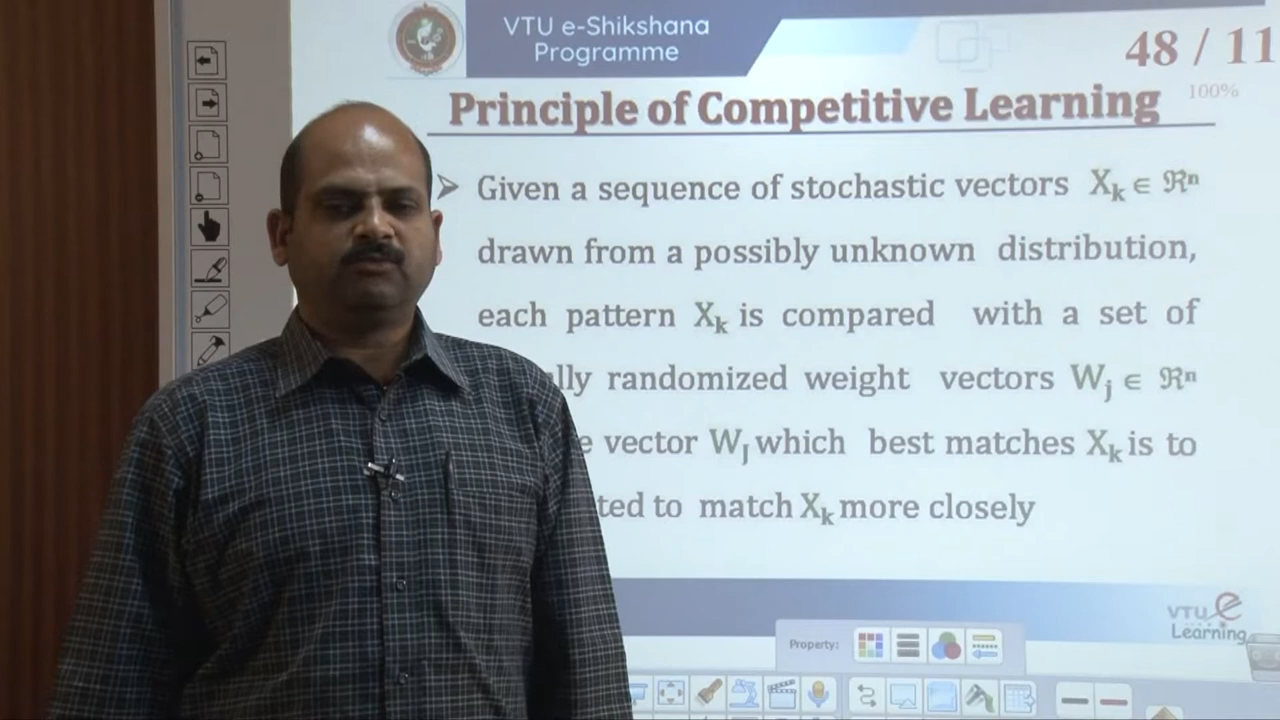 VTU e-Shikshana
Programme
48 / 11
100%
Principle of Competitive Learning
➤ Given a sequence of stochastic vectors Xk ∈ ℜⁿ
drawn from a possibly unknown distribution,
each pattern Xk is compared with a set of
randomized weight vectors Wj ∈ ℜⁿ
vector WJ which best matches Xk is to
to match Xk more closely
VTU e
Learning
Property: